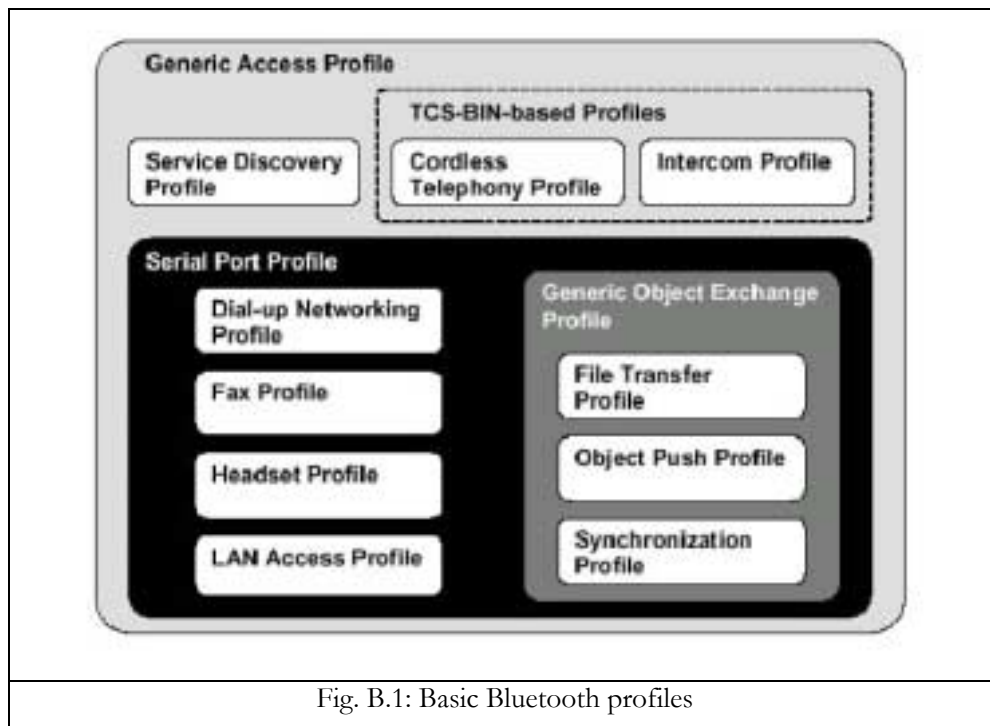 Generic Access Profile
TCS-BIN-based Profiles
Service Discovery
Profile
Cordless
Telephony Profile
Intercom Profile
Serial Port Profile
Dial-up Networking
Profile
Fax Profile
Headset Profile
LAN Access Profile
Generic Object Exchange
Profile
File Transfer
Profile
Object Push Profile
Synchronization
Profile
Fig. B.1: Basic Bluetooth profiles